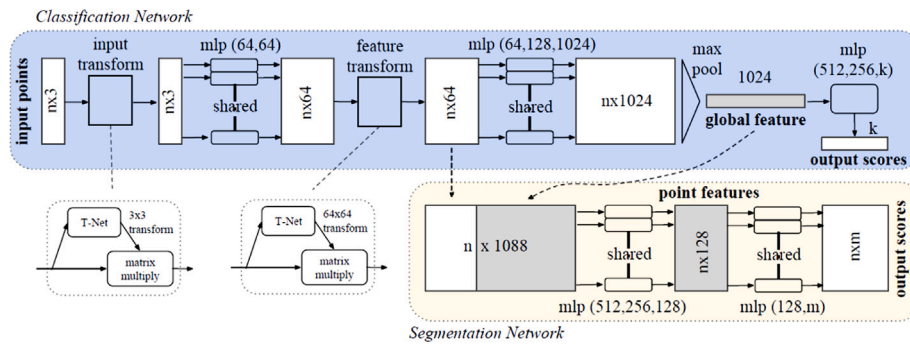 Classification Network
input points
nx3
input
transform
nx3
mlp (64,64)
shared
nx64
feature
transform
nx64
mlp (64,128,1024)
shared
nx1024
max
pool
1024
global feature
mlp
(512,256,k)
k
output scores
T-Net
3x3
transform
matrix
multiply
T-Net
64x64
transform
matrix
multiply
point features
n x 1088
shared
mlp (512,256,128)
nx128
shared
mlp (128,m)
nxm
output scores
Segmentation Network